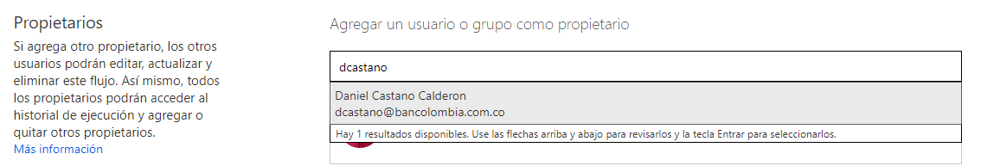 Propietarios
Si agrega otro propietario, los otros
usuarios podrán editar, actualizar y
eliminar este flujo. Así mismo, todos
los propietarios podrán acceder al
historial de ejecución y agregar o
quitar otros propietarios.
Más información
Agregar un usuario o grupo como propietario
dcastano
Daniel Castano Calderon
dcastano@bancolombia.com.co
Hay 1 resultados disponibles. Use las flechas arriba y abajo para revisarlos y la tecla Entrar para seleccionarlos.